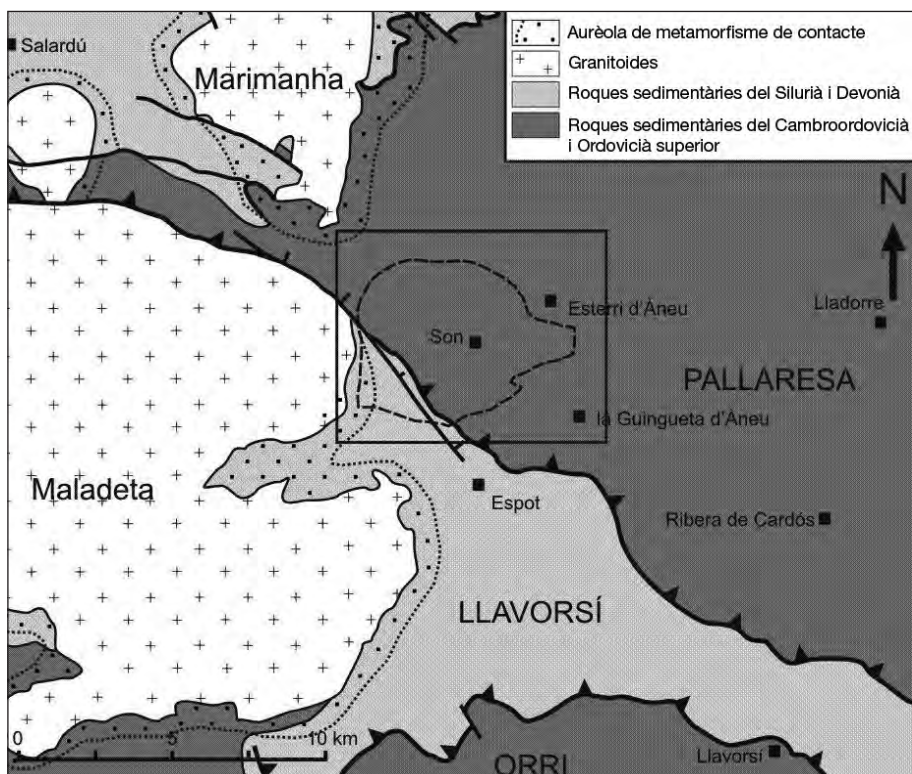 Salardú
Marimanha
Aurèola de metamorfisme de contacte
Granitoides
Roques sedimentàries del Silurià i Devonià
Roques sedimentàries del Cambroordovicià
i Ordovicià superior
N
Esterri d'Àneu
Lladorre
Son
PALLARESA
la Guingueta d'Àneu
Maladeta
Espot
Ribera de Cardós
LLAVORSÍ
0 5 10 km
ORRI
Llavorsí